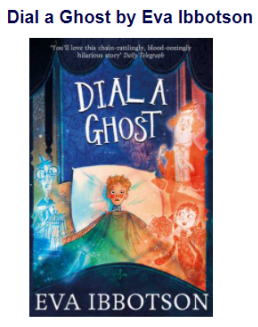 Dial a Ghost by Eva Ibbotson
'You'll love this chain-rattlingly, blood-oozingly
hilarious story' Daily Telegraph
DIAL A
GHOST
EVA IBBOTSON